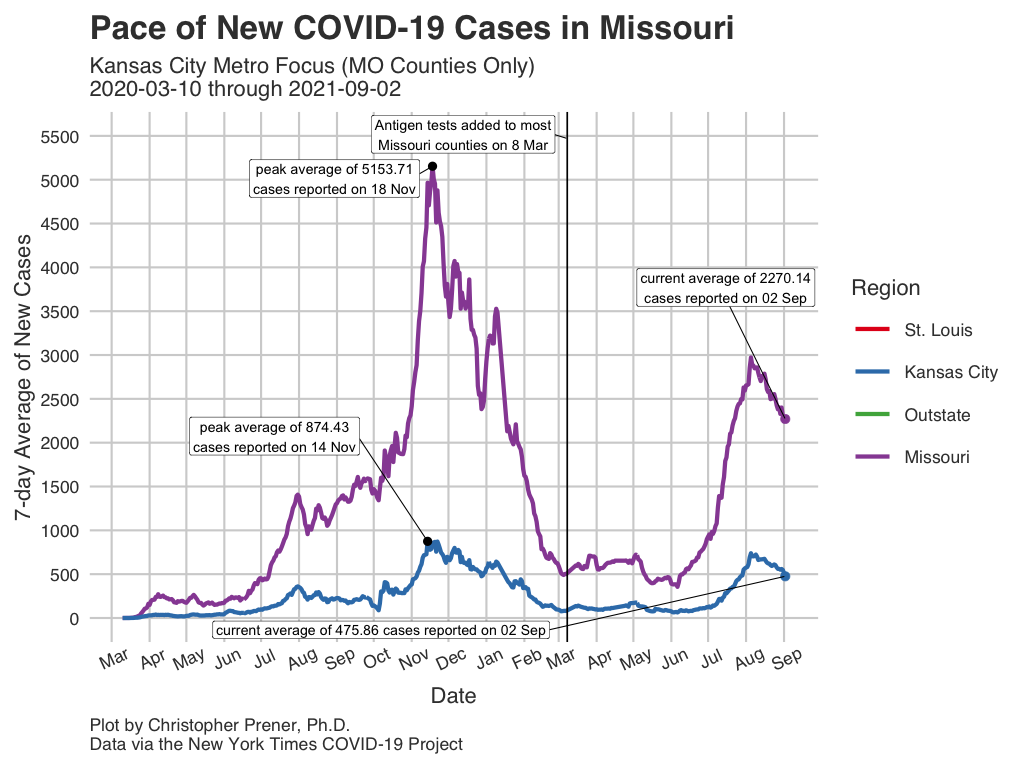 Pace of New COVID-19 Cases in Missouri
Kansas City Metro Focus (MO Counties Only)
2020-03-10 through 2021-09-02
7-day Average of New Cases
5500
5000
4500
4000
3500
3000
2500
2000
1500
1000
500
0
Antigen tests added to most
Missouri counties on 8 Mar
peak average of 5153.71
cases reported on 18 Nov
current average of 2270.14
cases reported on 02 Sep
peak average of 874.43
cases reported on 14 Nov
current average of 475.86 cases reported on 02 Sep
Mar Apr May Jun Jul Aug Sep Oct Nov Dec Jan Feb Mar Apr May Jun Jul Aug Sep
Date
Region
St. Louis
Kansas City
Outstate
Missouri
Plot by Christopher Prener, Ph.D.
Data via the New York Times COVID-19 Project